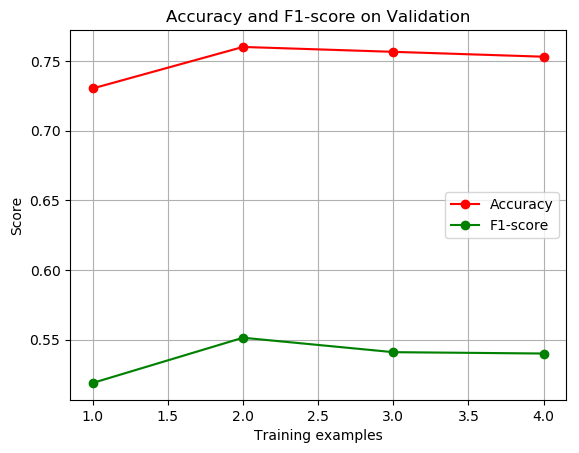 Accuracy and F1-score on Validation
0.75
0.70
0.65
0.60
0.55
Score
Accuracy
F1-score
1.0 1.5 2.0 2.5 3.0 3.5 4.0
Training examples